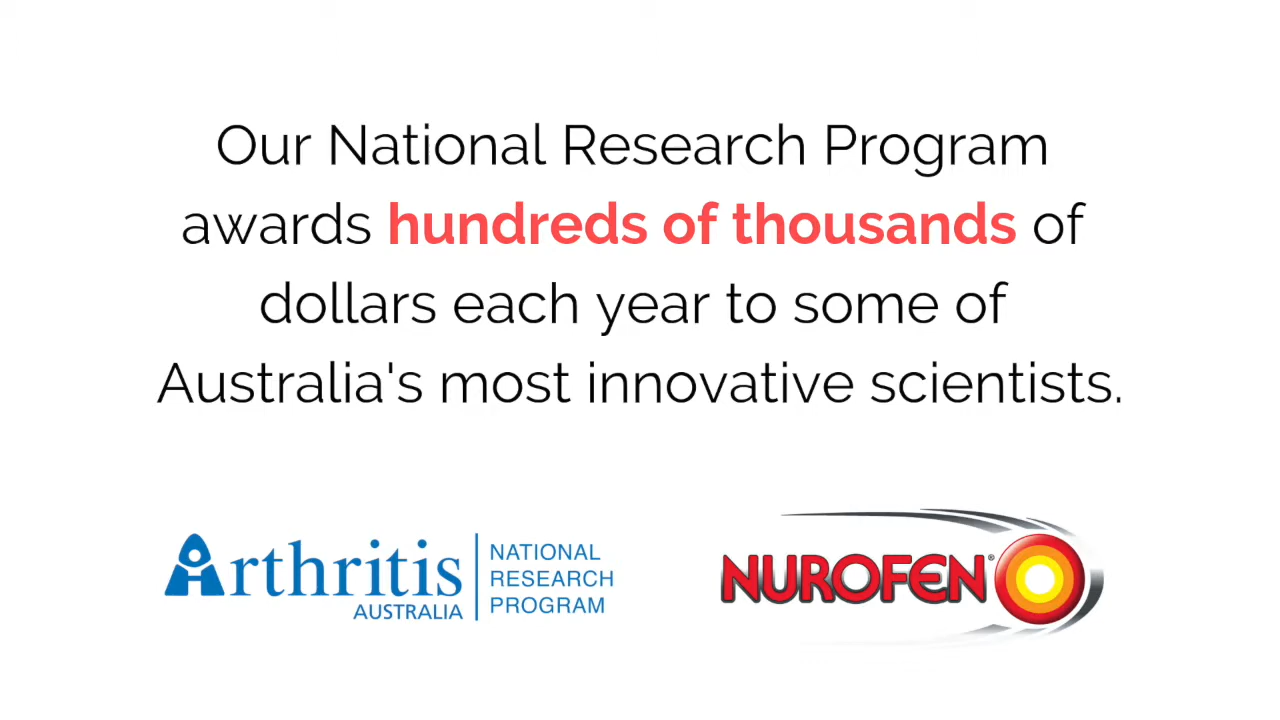 Our National Research Program
awards hundreds of thousands of
dollars each year to some of
Australia's most innovative scientists.
Arthritis
AUSTRALIA
NATIONAL
RESEARCH
PROGRAM
NUROFEN®